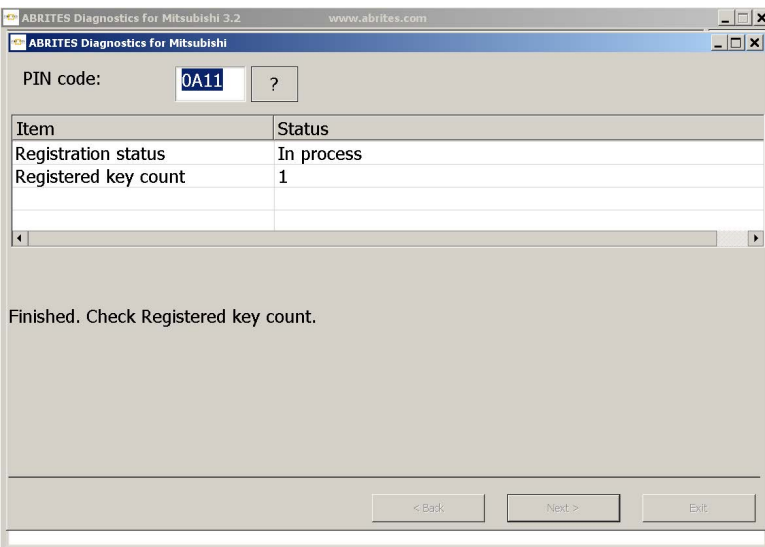 ABRITES Diagnostics for Mitsubishi 3.2 www.abrites.com
ABRITES Diagnostics for Mitsubishi
PIN code: 0A11 ?
Item Status
Registration status In process
Registered key count 1
Finished. Check Registered key count.
< Back Next > Exit